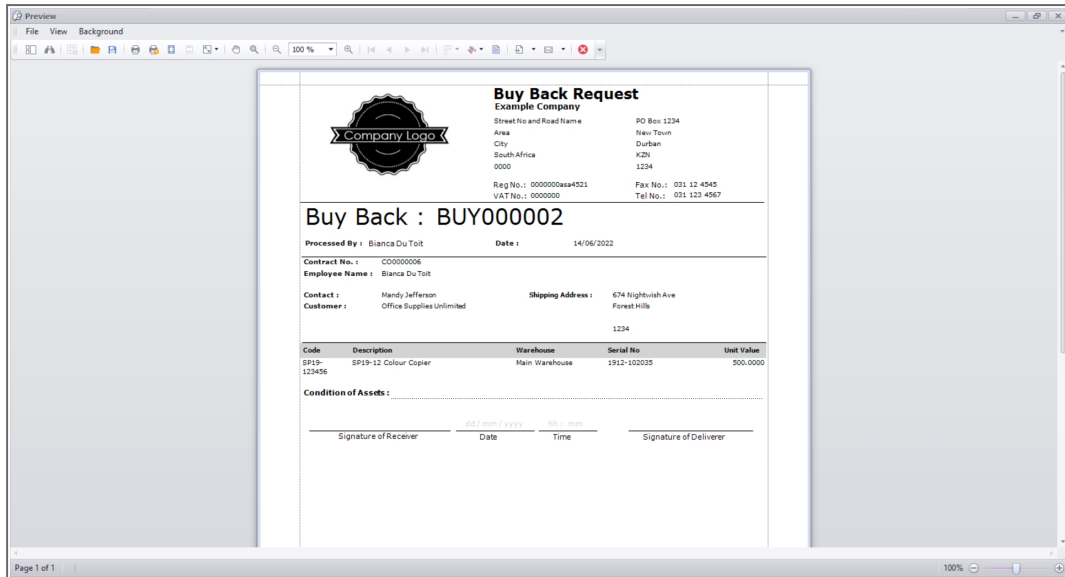 Preview
File View Background
100 %
Company Logo
Buy Back Request
Example Company
Street No and Road Name PO Box 1234
Area New Town
City Durban
South Africa KZN
0000 1234
Reg No.: 0000000asa4521 Fax No.: 031 12 4545
VAT No.: 0000000 Tel No.: 031 123 4567
Buy Back : BUY000002
Processed By : Bianca Du Toit Date : 14/06/2022
Contract No. : CO0000006
Employee Name : Bianca Du Toit
Contact : Mandy Jefferson Shipping Address : 674 Nightwish Ave
Customer : Office Supplies Unlimited Forest Hills
1234
Code Description Warehouse Serial No Unit Value
SP19- SP19-12 Colour Copier Main Warehouse 1912-102035 500.0000
123456
Condition of Assets :
dd / mm / yyyy hh : mm
Signature of Receiver Date Time Signature of Deliverer
Page 1 of 1 100%